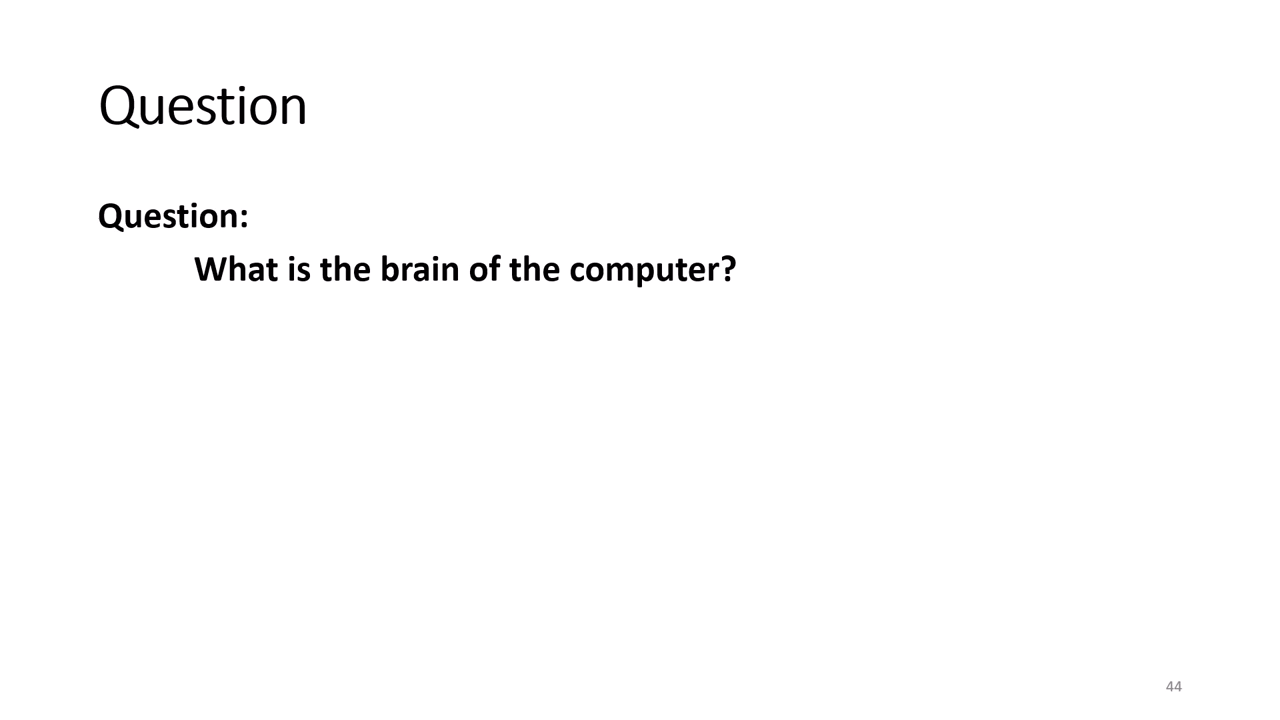 Question
Question:
What is the brain of the computer?
44